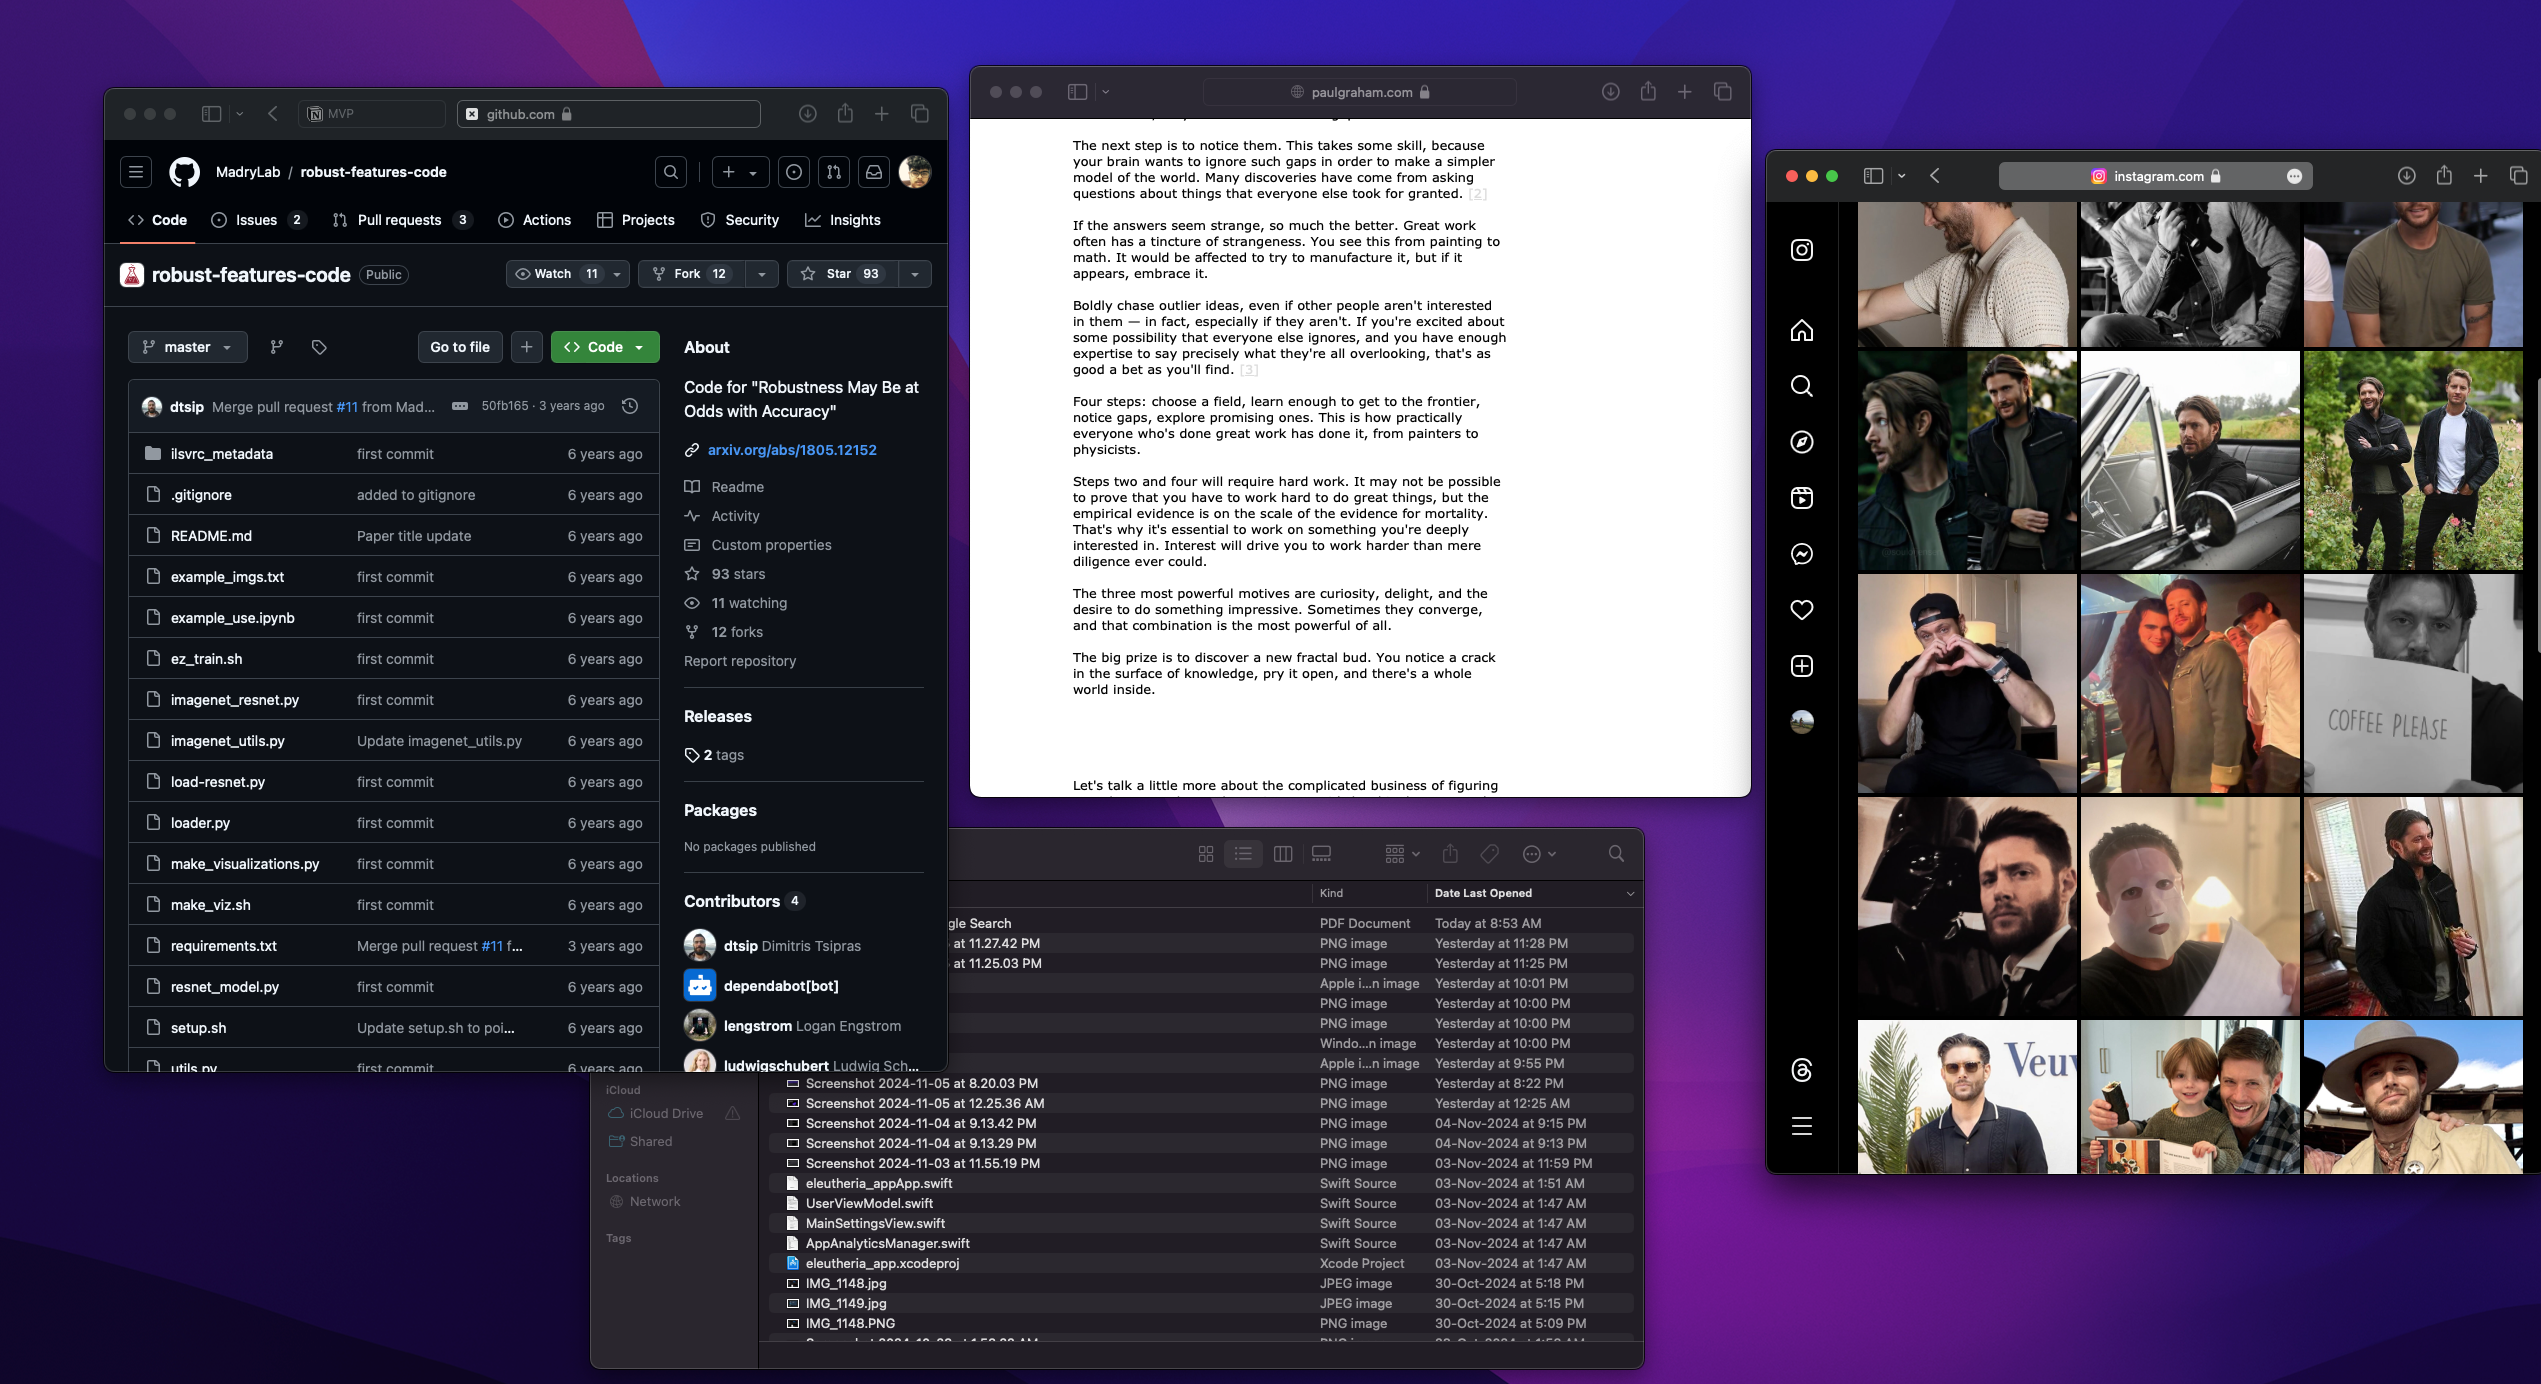 MVP
github.com
MadryLab / robust-features-code
Code
Issues 2
Pull requests 3
Actions
Projects
Security
Insights
robust-features-code Public
Watch 11
Fork 12
Star 93
master
Go to file
Code
dtsip Merge pull request #11 from Mad... 50fb165 · 3 years ago
ilsvrc_metadata first commit 6 years ago
.gitignore added to gitignore 6 years ago
README.md Paper title update 6 years ago
example_imgs.txt first commit 6 years ago
example_use.ipynb first commit 6 years ago
ez_train.sh first commit 6 years ago
imagenet_resnet.py first commit 6 years ago
imagenet_utils.py Update imagenet_utils.py 6 years ago
load-resnet.py first commit 6 years ago
loader.py first commit 6 years ago
make_visualizations.py first commit 6 years ago
make_viz.sh first commit 6 years ago
requirements.txt Merge pull request #11 f... 3 years ago
resnet_model.py first commit 6 years ago
setup.sh Update setup.sh to poi... 6 years ago
utils.py first commit 6 years ago
About
Code for "Robustness May Be at
Odds with Accuracy"
arxiv.org/abs/1805.12152
Readme
Activity
Custom properties
93 stars
11 watching
12 forks
Report repository
Releases
2 tags
Packages
No packages published
Contributors 4
dtsip Dimitris Tsipras
dependabot[bot]
lengstrom Logan Engstrom
ludwigschubert Ludwig Sch...
paulgraham.com
The next step is to notice them. This takes some skill, because
your brain wants to ignore such gaps in order to make a simpler
model of the world. Many discoveries have come from asking
questions about things that everyone else took for granted. [2]
If the answers seem strange, so much the better. Great work
often has a tincture of strangeness. You see this from painting to
math. It would be affected to try to manufacture it, but if it
appears, embrace it.
Boldly chase outlier ideas, even if other people aren't interested
in them — in fact, especially if they aren't. If you're excited about
some possibility that everyone else ignores, and you have enough
expertise to say precisely what they're all overlooking, that's as
good a bet as you'll find. [3]
Four steps: choose a field, learn enough to get to the frontier,
notice gaps, explore promising ones. This is how practically
everyone who's done great work has done it, from painters to
physicists.
Steps two and four will require hard work. It may not be possible
to prove that you have to work hard to do great things, but the
empirical evidence is on the scale of the evidence for mortality.
That's why it's essential to work on something you're deeply
interested in. Interest will drive you to work harder than mere
diligence ever could.
The three most powerful motives are curiosity, delight, and the
desire to do something impressive. Sometimes they converge,
and that combination is the most powerful of all.
The big prize is to discover a new fractal bud. You notice a crack
in the surface of knowledge, pry it open, and there's a whole
world inside.
Let's talk a little more about the complicated business of figuring
Kind Date Last Opened
gle Search PDF Document Today at 8:53 AM
at 11.27.42 PM PNG image Yesterday at 11:28 PM
at 11.25.03 PM PNG image Yesterday at 11:25 PM
Apple i...n image Yesterday at 10:01 PM
PNG image Yesterday at 10:00 PM
PNG image Yesterday at 10:00 PM
Windo...n image Yesterday at 10:00 PM
Apple i...n image Yesterday at 9:55 PM
Screenshot 2024-11-05 at 8.20.03 PM PNG image Yesterday at 8:22 PM
Screenshot 2024-11-05 at 12.25.36 AM PNG image Yesterday at 12:25 AM
Screenshot 2024-11-04 at 9.13.42 PM PNG image 04-Nov-2024 at 9:15 PM
Screenshot 2024-11-04 at 9.13.29 PM PNG image 04-Nov-2024 at 9:13 PM
Screenshot 2024-11-03 at 11.55.19 PM PNG image 03-Nov-2024 at 11:59 PM
eleutheria_appApp.swift Swift Source 03-Nov-2024 at 1:51 AM
UserViewModel.swift Swift Source 03-Nov-2024 at 1:47 AM
MainSettingsView.swift Swift Source 03-Nov-2024 at 1:47 AM
AppAnalyticsManager.swift Swift Source 03-Nov-2024 at 1:47 AM
eleutheria_app.xcodeproj Xcode Project 03-Nov-2024 at 1:47 AM
IMG_1148.jpg JPEG image 30-Oct-2024 at 5:18 PM
IMG_1149.jpg JPEG image 30-Oct-2024 at 5:15 PM
IMG_1148.PNG PNG image 30-Oct-2024 at 5:09 PM
iCloud
iCloud Drive
Shared
Locations
Network
Tags
instagram.com
COFFEE PLEASE
Veuv